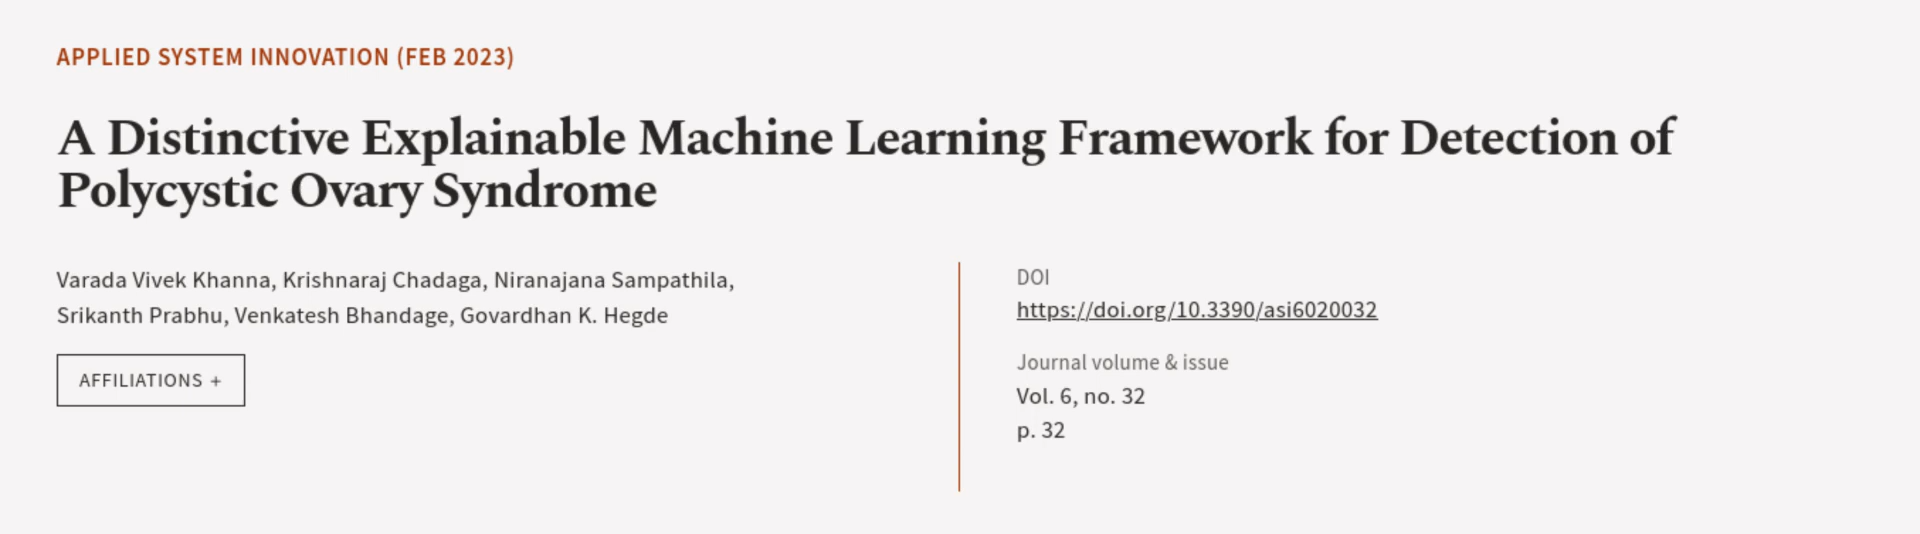 APPLIED SYSTEM INNOVATION (FEB 2023)
A Distinctive Explainable Machine Learning Framework for Detection of
Polycystic Ovary Syndrome
Varada Vivek Khanna, Krishnaraj Chadaga, Niranajana Sampathila,
Srikanth Prabhu, Venkatesh Bhandage, Govardhan K. Hegde
AFFILIATIONS +
DOI
https://doi.org/10.3390/asi6020032
Journal volume & issue
Vol. 6, no. 32
p. 32